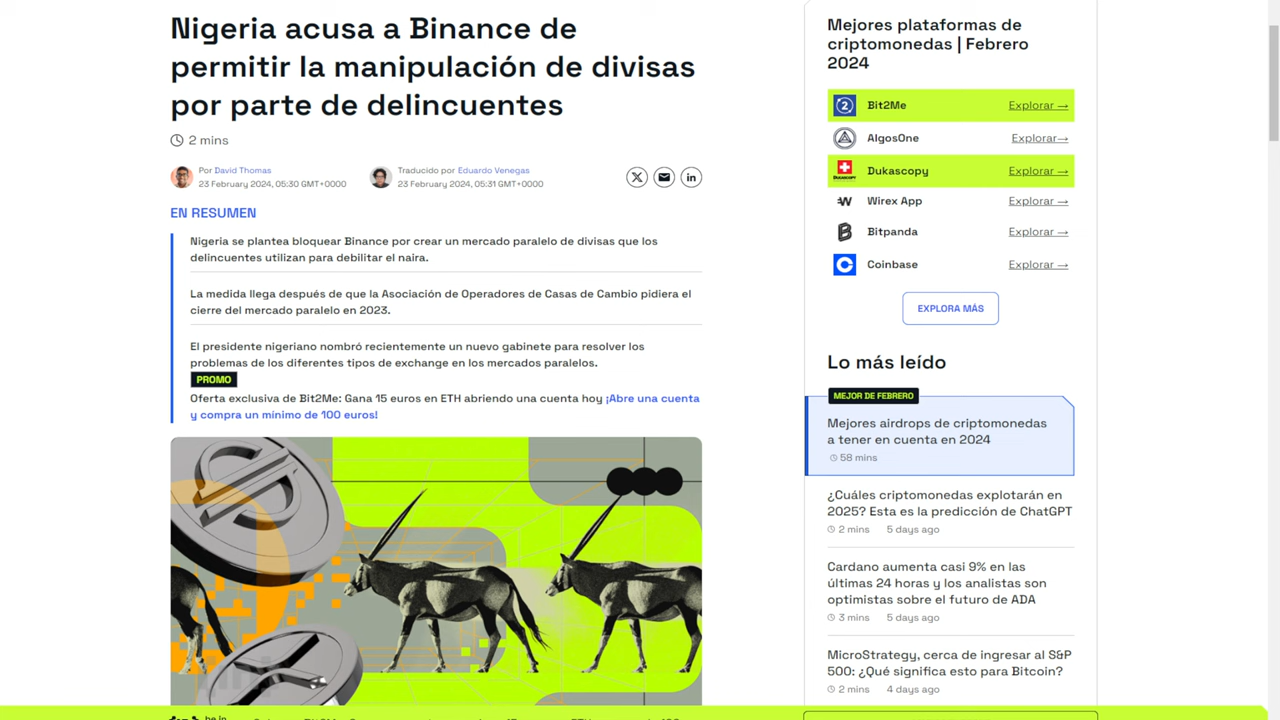 Nigeria acusa a Binance de
permitir la manipulación de divisas
por parte de delincuentes
2 mins
Por David Thomas
23 February 2024, 05:30 GMT+0000
Traducido por Eduardo Venegas
23 February 2024, 05:31 GMT+0000
EN RESUMEN
Nigeria se plantea bloquear Binance por crear un mercado paralelo de divisas que los
delincuentes utilizan para debilitar el naira.
La medida llega después de que la Asociación de Operadores de Casas de Cambio pidiera el
cierre del mercado paralelo en 2023.
El presidente nigeriano nombró recientemente un nuevo gabinete para resolver los
problemas de los diferentes tipos de exchange en los mercados paralelos.
PROMO
Oferta exclusiva de Bit2Me: Gana 15 euros en ETH abriendo una cuenta hoy ¡Abre una cuenta
y compra un mínimo de 100 euros!
Mejores plataformas de
criptomonedas | Febrero
2024
Bit2Me Explorar →
AlgosOne Explorar→
Dukascopy Explorar →
Wirex App Explorar →
Bitpanda Explorar →
Coinbase Explorar →
EXPLORA MÁS
Lo más leído
MEJOR DE FEBRERO
Mejores airdrops de criptomonedas
a tener en cuenta en 2024
58 mins
¿Cuáles criptomonedas explotarán en
2025? Esta es la predicción de ChatGPT
2 mins 5 days ago
Cardano aumenta casi 9% en las
últimas 24 horas y los analistas son
optimistas sobre el futuro de ADA
3 mins 5 days ago
MicroStrategy, cerca de ingresar al S&P
500: ¿Qué significa esto para Bitcoin?
2 mins 4 days ago